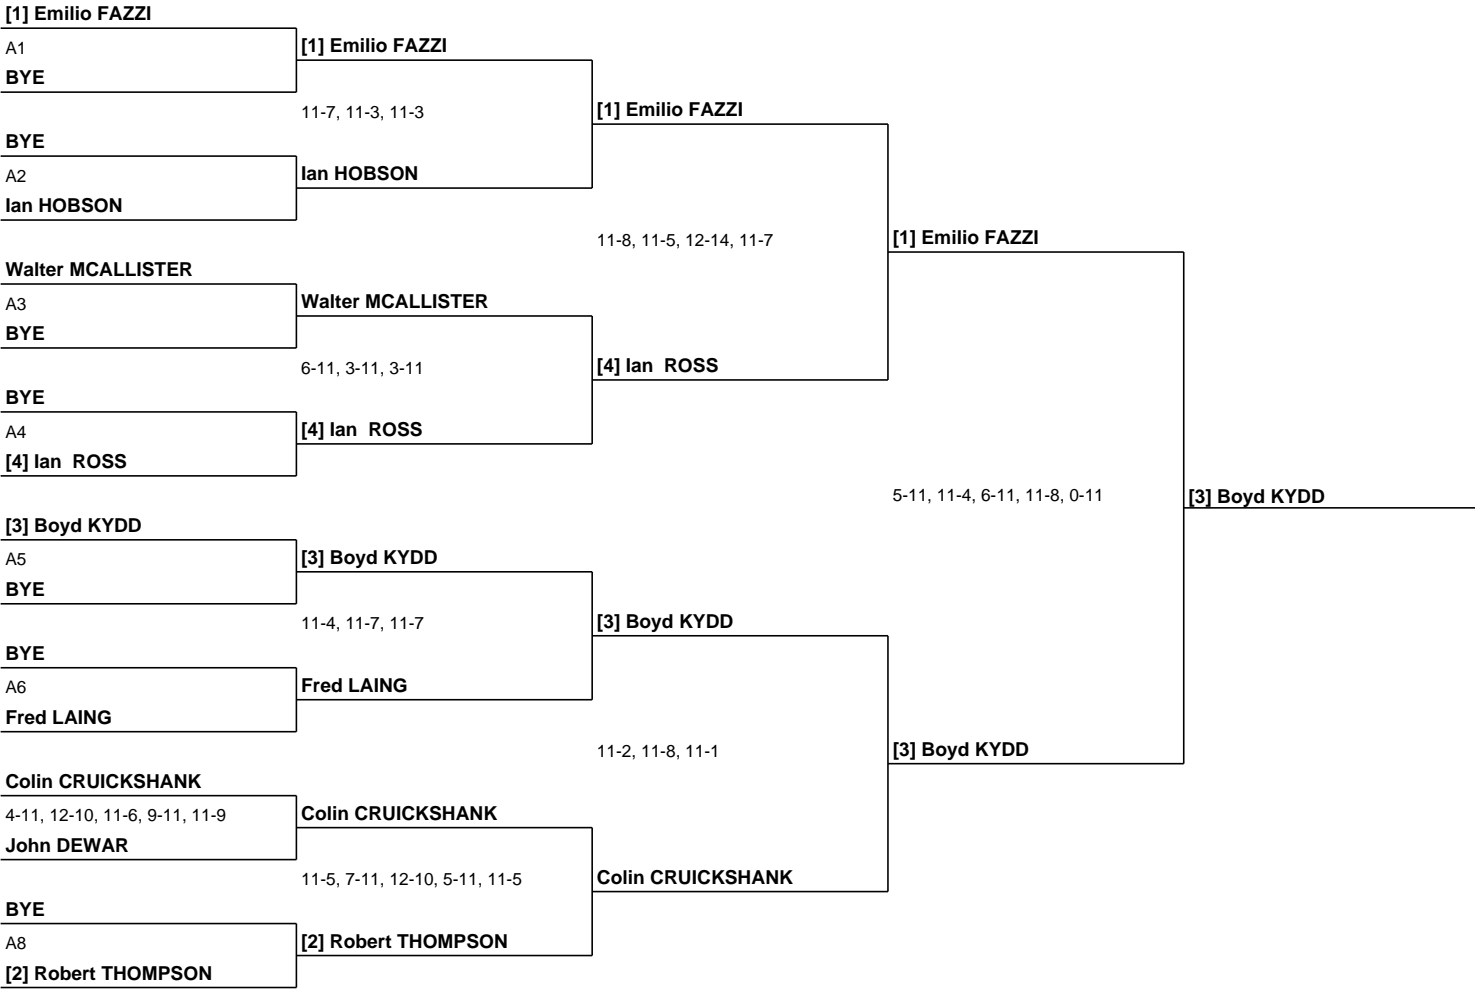 [1] Emilio FAZZI
A1
[1] Emilio FAZZI
BYE
11-7, 11-3, 11-3
[1] Emilio FAZZI
BYE
A2
Ian HOBSON
Ian HOBSON
11-8, 11-5, 12-14, 11-7
[1] Emilio FAZZI
Walter MCALLISTER
A3
Walter MCALLISTER
BYE
6-11, 3-11, 3-11
[4] Ian  ROSS
BYE
A4
[4] Ian  ROSS
[4] Ian  ROSS
5-11, 11-4, 6-11, 11-8, 0-11
[3] Boyd KYDD
[3] Boyd KYDD
A5
[3] Boyd KYDD
BYE
11-4, 11-7, 11-7
[3] Boyd KYDD
BYE
A6
Fred LAING
Fred LAING
11-2, 11-8, 11-1
[3] Boyd KYDD
Colin CRUICKSHANK
4-11, 12-10, 11-6, 9-11, 11-9
Colin CRUICKSHANK
John DEWAR
11-5, 7-11, 12-10, 5-11, 11-5
Colin CRUICKSHANK
BYE
A8
[2] Robert THOMPSON
[2] Robert THOMPSON